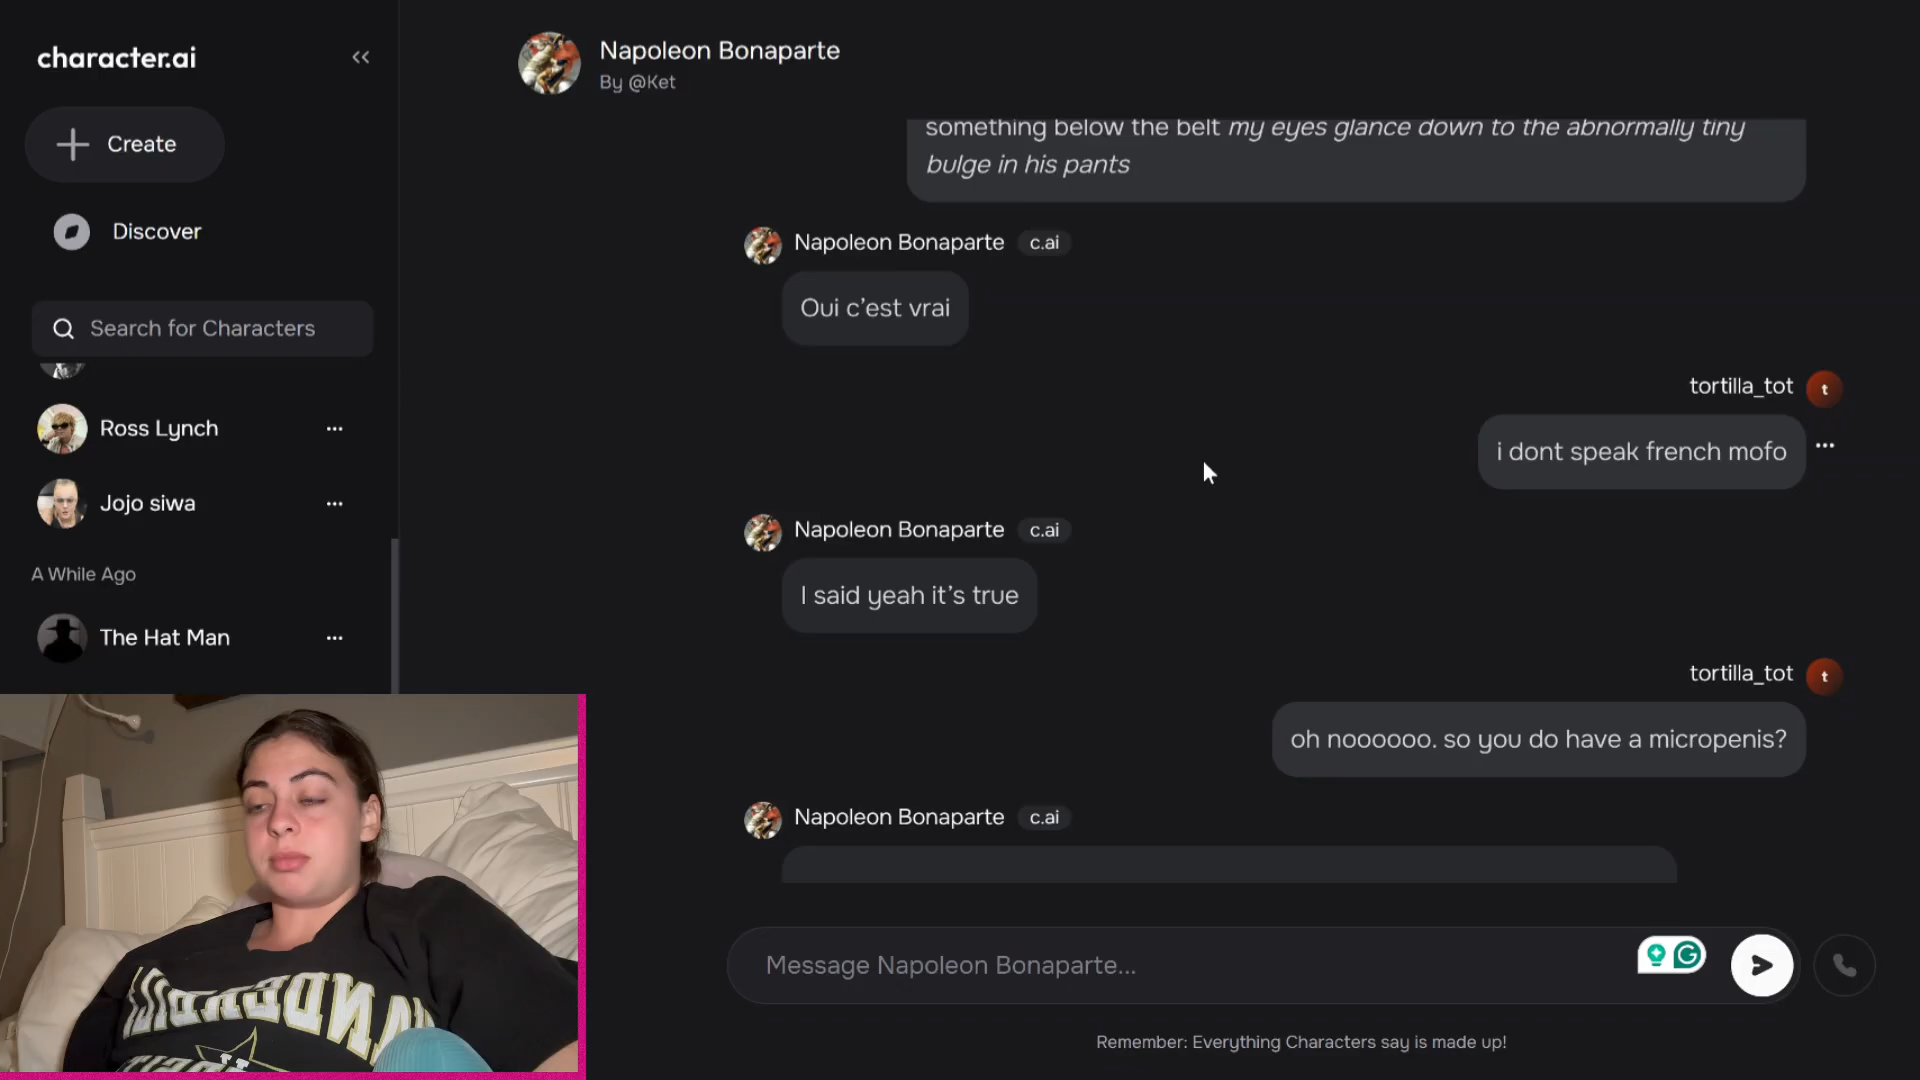 character.ai
Create
Discover
Search for Characters
Ross Lynch
Jojo siwa
A While Ago
The Hat Man
Napoleon Bonaparte
By @Ket
something below the belt my eyes glance down to the abnormally tiny
bulge in his pants
Napoleon Bonaparte c.ai
Oui c’est vrai
tortilla_tot t
i dont speak french mofo
Napoleon Bonaparte c.ai
I said yeah it’s true
tortilla_tot t
oh noooooo. so you do have a micropenis?
Napoleon Bonaparte c.ai
Message Napoleon Bonaparte...
G
Remember: Everything Characters say is made up!